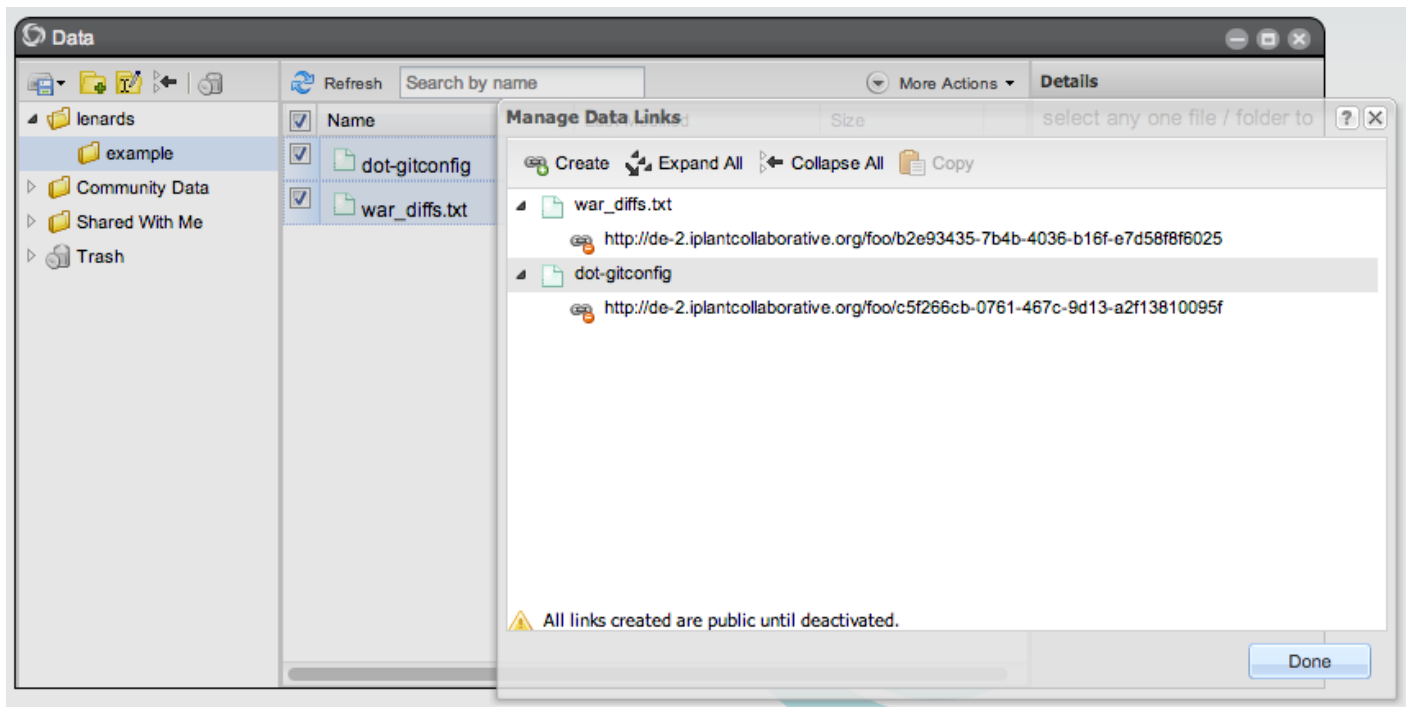 Data
Refresh Search by name More Actions Details
lenards
example
Community Data
Shared With Me
Trash
Name
Size
select any one file / folder to
dot-gitconfig
war_diffs.txt
Manage Data Links
? X
Create Expand All Collapse All Copy
war_diffs.txt
http://de-2.iplantcollaborative.org/foo/b2e93435-7b4b-4036-b16f-e7d58f8f6025
dot-gitconfig
http://de-2.iplantcollaborative.org/foo/c5f266cb-0761-467c-9d13-a2f13810095f
All links created are public until deactivated.
Done